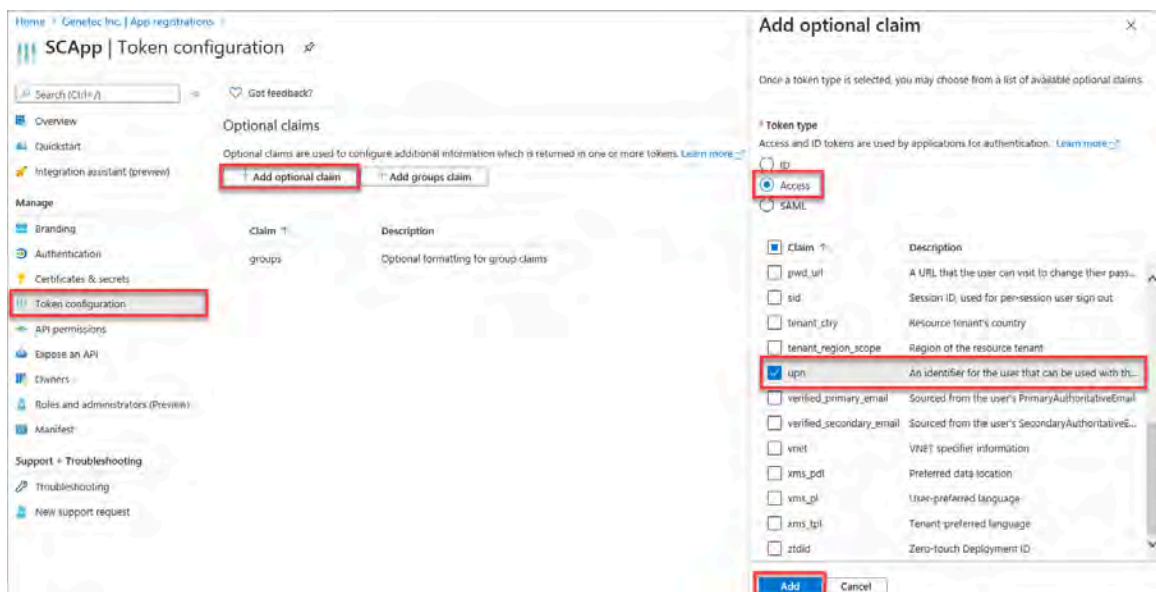 Home > Genetec Inc. | App registrations >
SCApp | Token configuration
Search (Ctrl+/)
Got feedback?
Overview
Quickstart
Integration assistant (preview)
Manage
Branding
Authentication
Certificates & secrets
Token configuration
API permissions
Expose an API
Owners
Roles and administrators (Preview)
Manifest
Support + Troubleshooting
Troubleshooting
New support request
Optional claims
Optional claims are used to configure additional information which is returned in one or more tokens. Learn more
Add optional claim
Add groups claim
Claim ↑ Description
groups Optional formatting for group claims
Add optional claim
Once a token type is selected, you may choose from a list of available optional claims.
* Token type
Access and ID tokens are used by applications for authentication. Learn more
ID
Access
SAML
Claim ↑ Description
pwd_url A URL that the user can visit to change their pass...
sid Session ID, used for per-session user sign out
tenant_ctry Resource tenant's country
tenant_region_scope Region of the resource tenant
upn An identifier for the user that can be used with th...
verified_primary_email Sourced from the user's PrimaryAuthoritativeEmail
verified_secondary_email Sourced from the user's SecondaryAuthoritativeE...
vnet VNET specifier information
xms_pdl Preferred data location
xms_pl User-preferred language
xms_tpl Tenant-preferred language
ztdid Zero-touch Deployment ID
Add Cancel